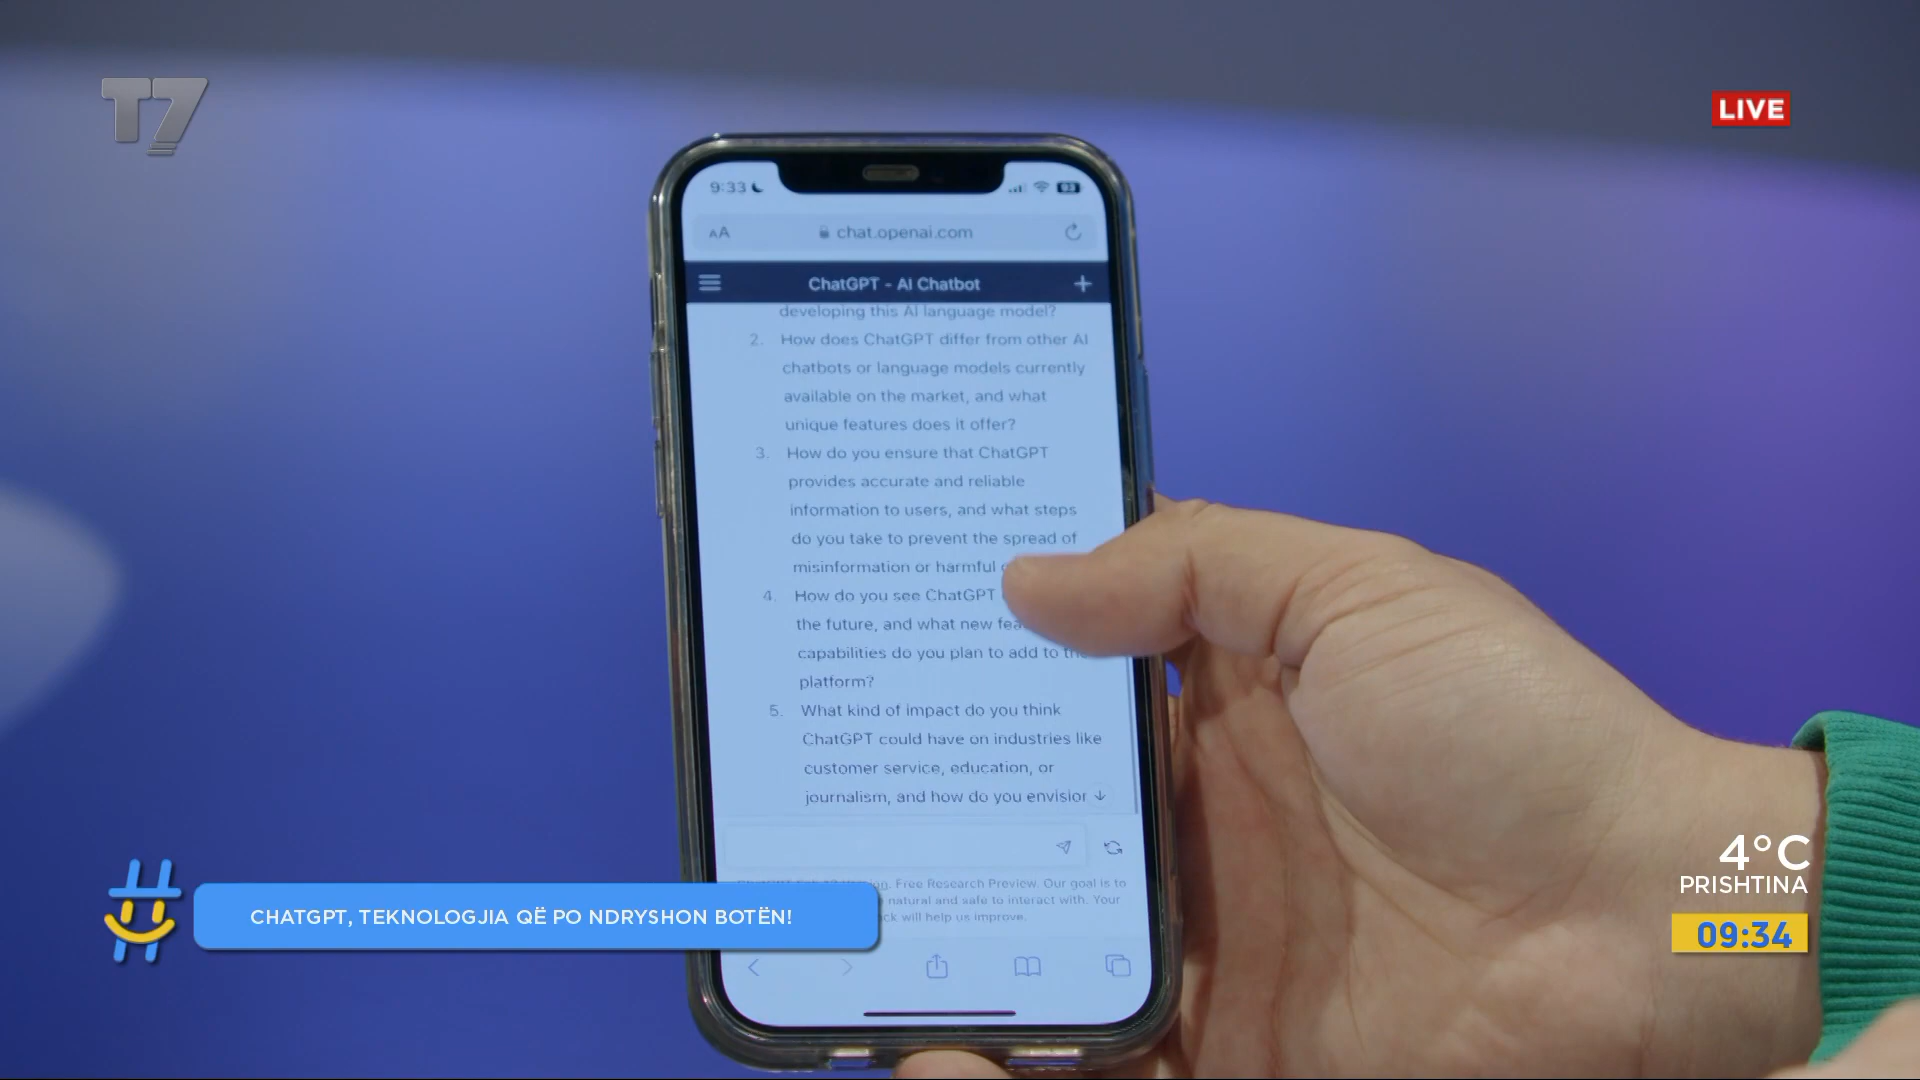 T7
LIVE
9:33
93
AA
chat.openai.com
ChatGPT - AI Chatbot
developing this AI language model?
2. How does ChatGPT differ from other AI
chatbots or language models currently
available on the market, and what
unique features does it offer?
3. How do you ensure that ChatGPT
provides accurate and reliable
information to users, and what steps
do you take to prevent the spread of
misinformation or harmful
4. How do you see ChatGPT
the future, and what new
capabilities do you plan to add to
platform?
5. What kind of impact do you think
ChatGPT could have on industries like
customer service, education, or
journalism, and how do you envision
Free Research Preview. Our goal is to
natural and safe to interact with. Your
will help us improve.
CHATGPT, TEKNOLOGJIA QË PO NDRYSHON BOTËN!
4°C
PRISHTINA
09:34